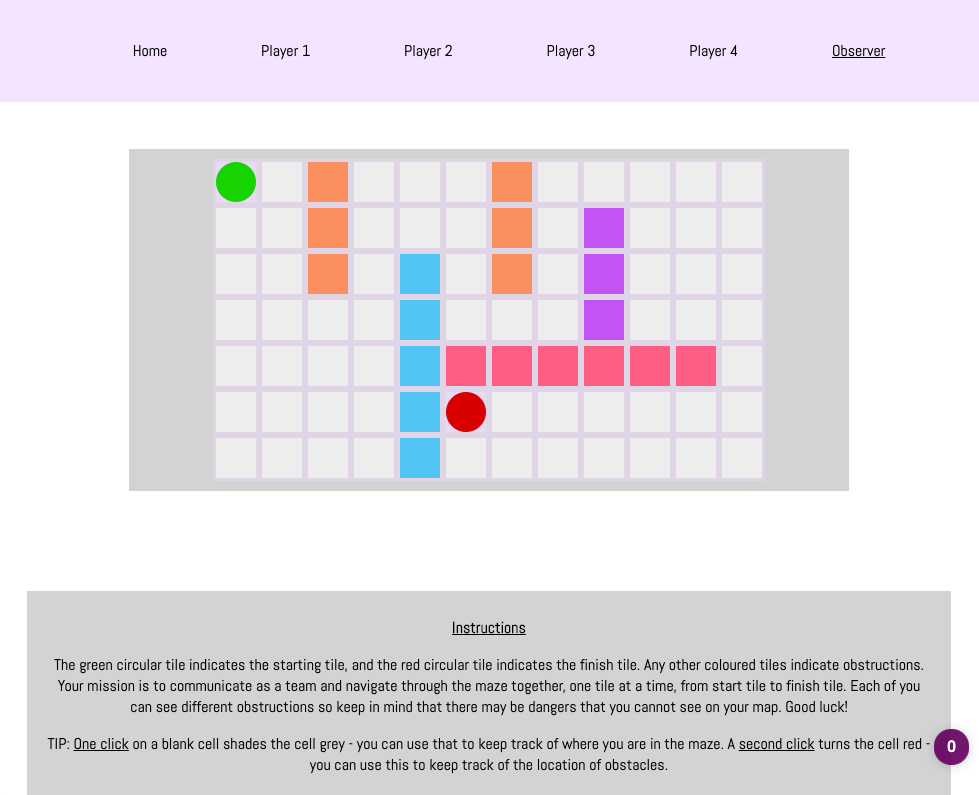 Home Player 1 Player 2 Player 3 Player 4 Observer
Instructions
The green circular tile indicates the starting tile, and the red circular tile indicates the finish tile. Any other coloured tiles indicate obstructions.
Your mission is to communicate as a team and navigate through the maze together, one tile at a time, from start tile to finish tile. Each of you
can see different obstructions so keep in mind that there may be dangers that you cannot see on your map. Good luck!
TIP: One click on a blank cell shades the cell grey - you can use that to keep track of where you are in the maze. A second click turns the cell red -
you can use this to keep track of the location of obstacles.
0